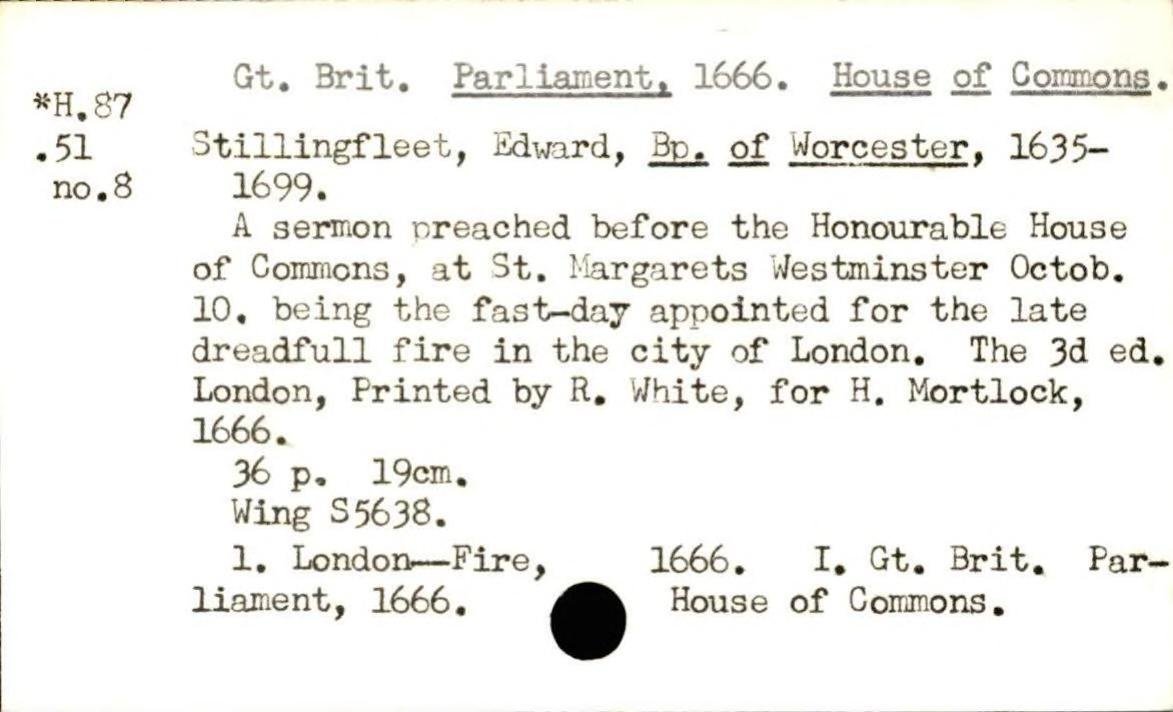 Gt. Brit. Parliament, 1666. House of Commons.
*H.87
.51
no.8
Stillingfleet, Edward, Bp. of Worcester, 1635-
1699.
A sermon preached before the Honourable House
of Commons, at St. Margarets Westminster Octob.
10. being the fast-day appointed for the late
dreadfull fire in the city of London. The 3d ed.
London, Printed by R. White, for H. Mortlock,
1666.
36 p. 19cm.
Wing S5638.
1. London--Fire, 1666. I. Gt. Brit. Par-
liament, 1666. House of Commons.